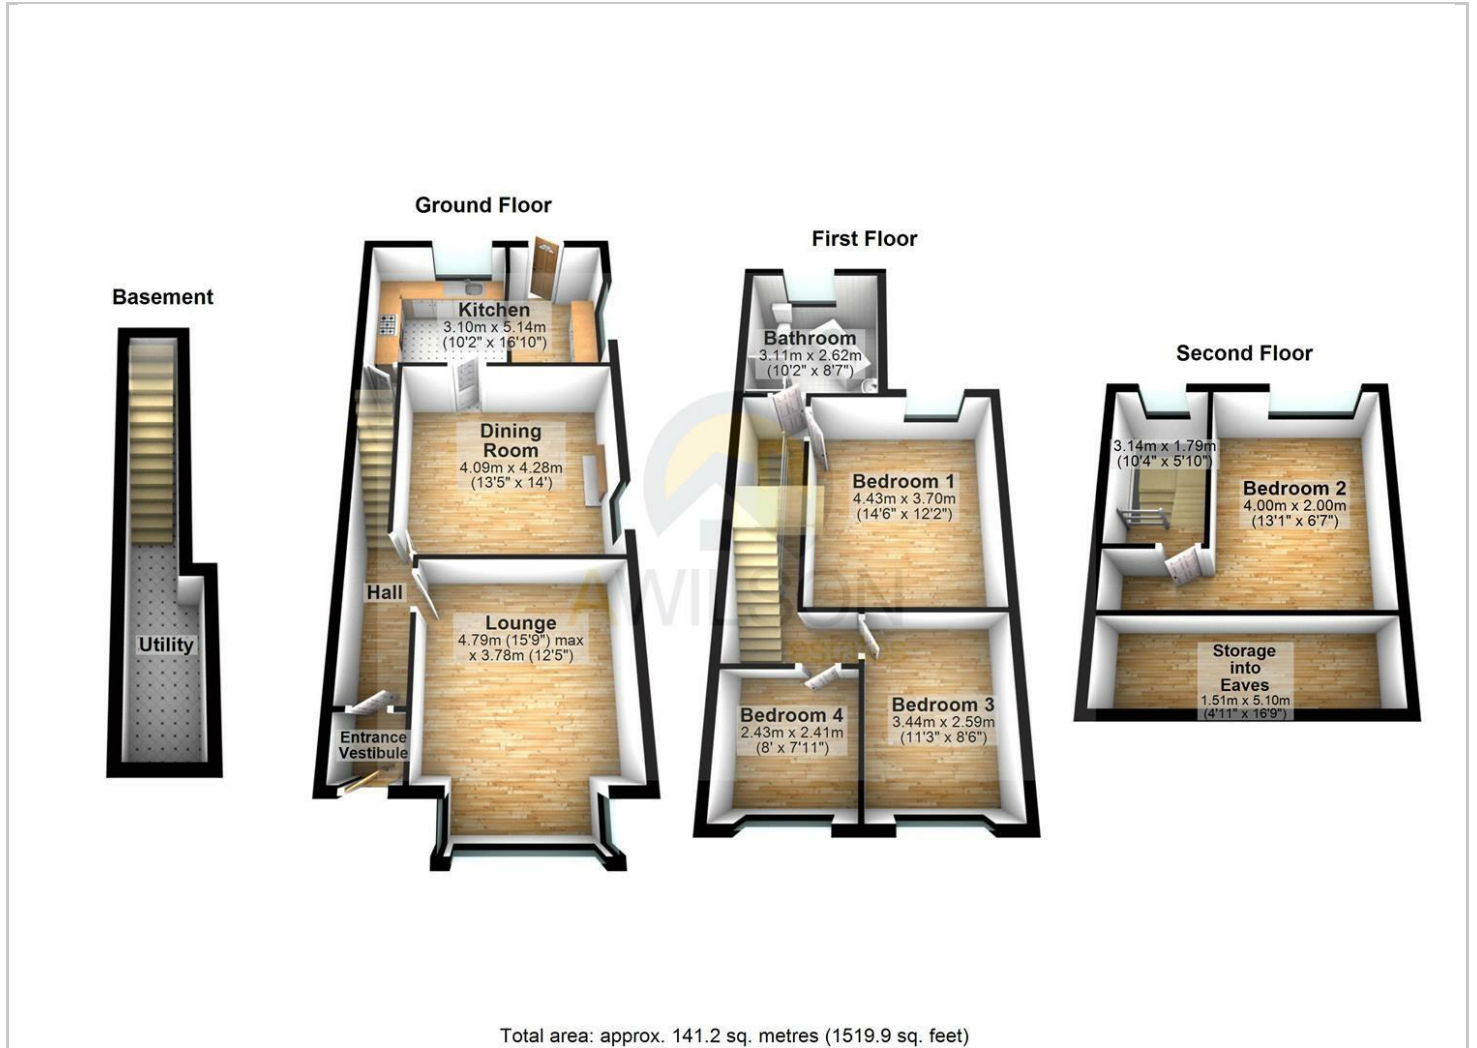 Ground Floor
First Floor
Basement
Second Floor
Kitchen
3.10m x 5.14m
(10'2" x 16'10")
Bathroom
3.11m x 2.62m
(10'2" x 8'7")
Dining
Room
4.09m x 4.28m
(13'5" x 14')
Bedroom 1
4.43m x 3.70m
(14'6" x 12'2")
3.14m x 1.79m
(10'4" x 5'10")
Bedroom 2
4.00m x 2.00m
(13'1" x 6'7")
Hall
Utility
Lounge
4.79m (15'9") max
x 3.78m (12'5")
AWILSON
Storage
into
Eaves
1.51m x 5.10m
(4'11" x 16'9")
Entrance
Vestibule
Bedroom 4
2.43m x 2.41m
(8' x 7'11")
Bedroom 3
3.44m x 2.59m
(11'3" x 8'6")
Total area: approx. 141.2 sq. metres (1519.9 sq. feet)